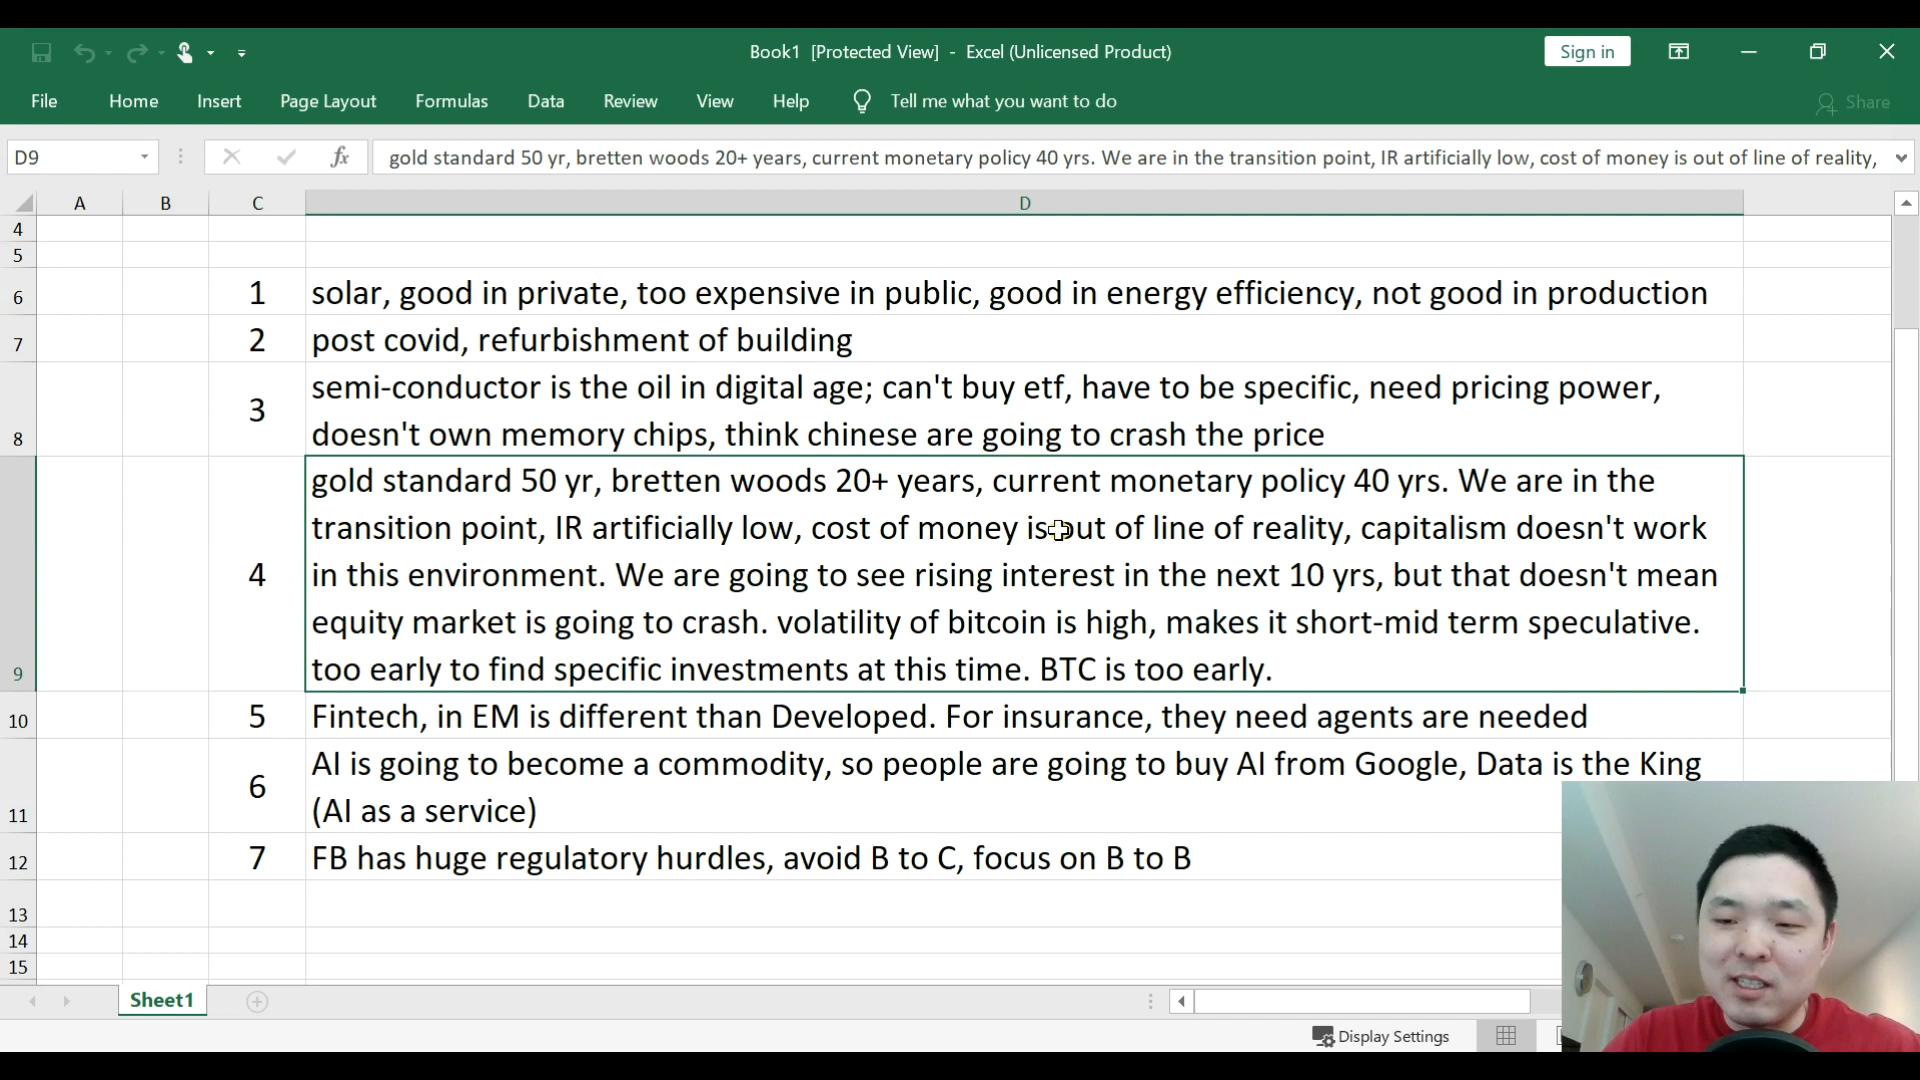 Book1 [Protected View] - Excel (Unlicensed Product)
Sign in
File Home Insert Page Layout Formulas Data Review View Help Tell me what you want to do Share
D9 fx gold standard 50 yr, bretten woods 20+ years, current monetary policy 40 yrs. We are in the transition point, IR artificially low, cost of money is out of line of reality,
A B C D
4
5
6 1 solar, good in private, too expensive in public, good in energy efficiency, not good in production
7 2 post covid, refurbishment of building
8 3 semi-conductor is the oil in digital age; can't buy etf, have to be specific, need pricing power,
doesn't own memory chips, think chinese are going to crash the price
9 4 gold standard 50 yr, bretten woods 20+ years, current monetary policy 40 yrs. We are in the
transition point, IR artificially low, cost of money is out of line of reality, capitalism doesn't work
in this environment. We are going to see rising interest in the next 10 yrs, but that doesn't mean
equity market is going to crash. volatility of bitcoin is high, makes it short-mid term speculative.
too early to find specific investments at this time. BTC is too early.
10 5 Fintech, in EM is different than Developed. For insurance, they need agents are needed
11 6 AI is going to become a commodity, so people are going to buy AI from Google, Data is the King
(AI as a service)
12 7 FB has huge regulatory hurdles, avoid B to C, focus on B to B
13
14
15
Sheet1
Display Settings